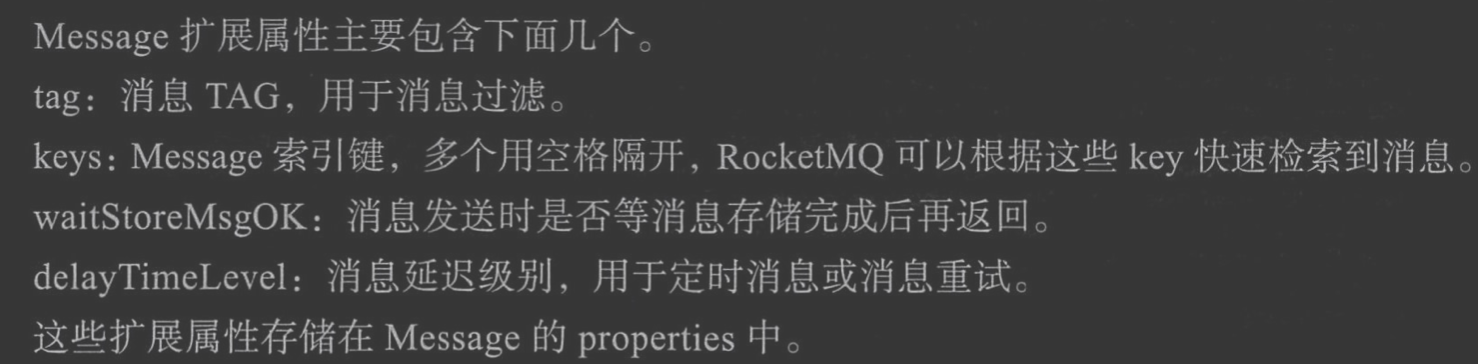 Message 扩展属性主要包含下面几个。
tag：消息 TAG，用于消息过滤。
keys：Message 索引键，多个用空格隔开，RocketMQ 可以根据这些 key 快速检索到消息。
waitStoreMsgOK：消息发送时是否等消息存储完成后再返回。
delayTimeLevel：消息延迟级别，用于定时消息或消息重试。
这些扩展属性存储在 Message 的 properties 中。